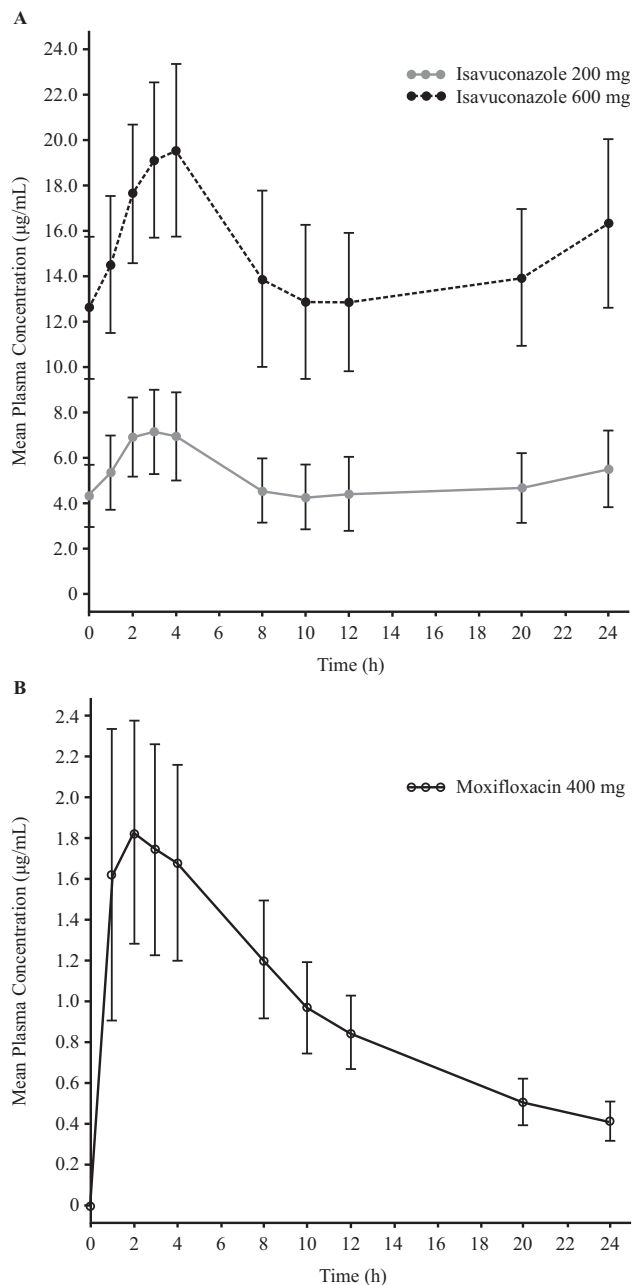 A
24.0
22.0
20.0
18.0
16.0
14.0
12.0
10.0
8.0
6.0
4.0
2.0
0
Mean Plasma Concentration (μg/mL)
Isavuconazole 200 mg
Isavuconazole 600 mg
0 2 4 6 8 10 12 14 16 18 20 22 24
Time (h)
B
2.4
2.2
2.0
1.8
1.6
1.4
1.2
1.0
0.8
0.6
0.4
0.2
0
Mean Plasma Concentration (μg/mL)
Moxifloxacin 400 mg
0 2 4 6 8 10 12 14 16 18 20 22 24
Time (h)